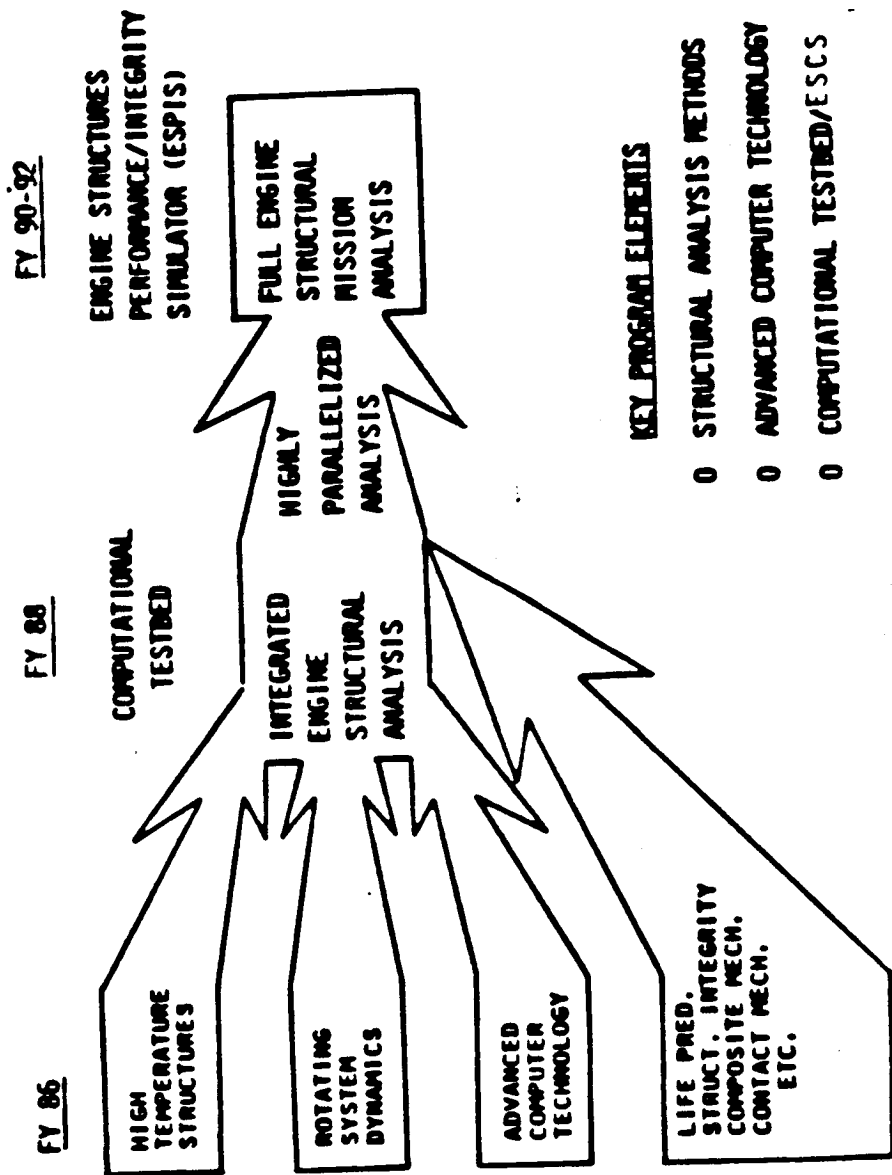 FY 86
FY 88
FY 90-92
HIGH
TEMPERATURE
STRUCTURES
ROTATING
SYSTEM
DYNAMICS
ADVANCED
COMPUTER
TECHNOLOGY
LIFE PRED.
STRUCT. INTEGRITY
COMPOSITE MECH.
CONTACT MECH.
ETC.
COMPUTATIONAL
TESTBED
INTEGRATED
ENGINE
STRUCTURAL
ANALYSIS
HIGHLY
PARALLELIZED
ANALYSIS
ENGINE STRUCTURES
PERFORMANCE/INTEGRITY
SIMULATOR (ESPIS)
FULL ENGINE
STRUCTURAL
MISSION
ANALYSIS
KEY PROGRAM ELEMENTS
O STRUCTURAL ANALYSIS METHODS
O ADVANCED COMPUTER TECHNOLOGY
O COMPUTATIONAL TESTBED/ESCS